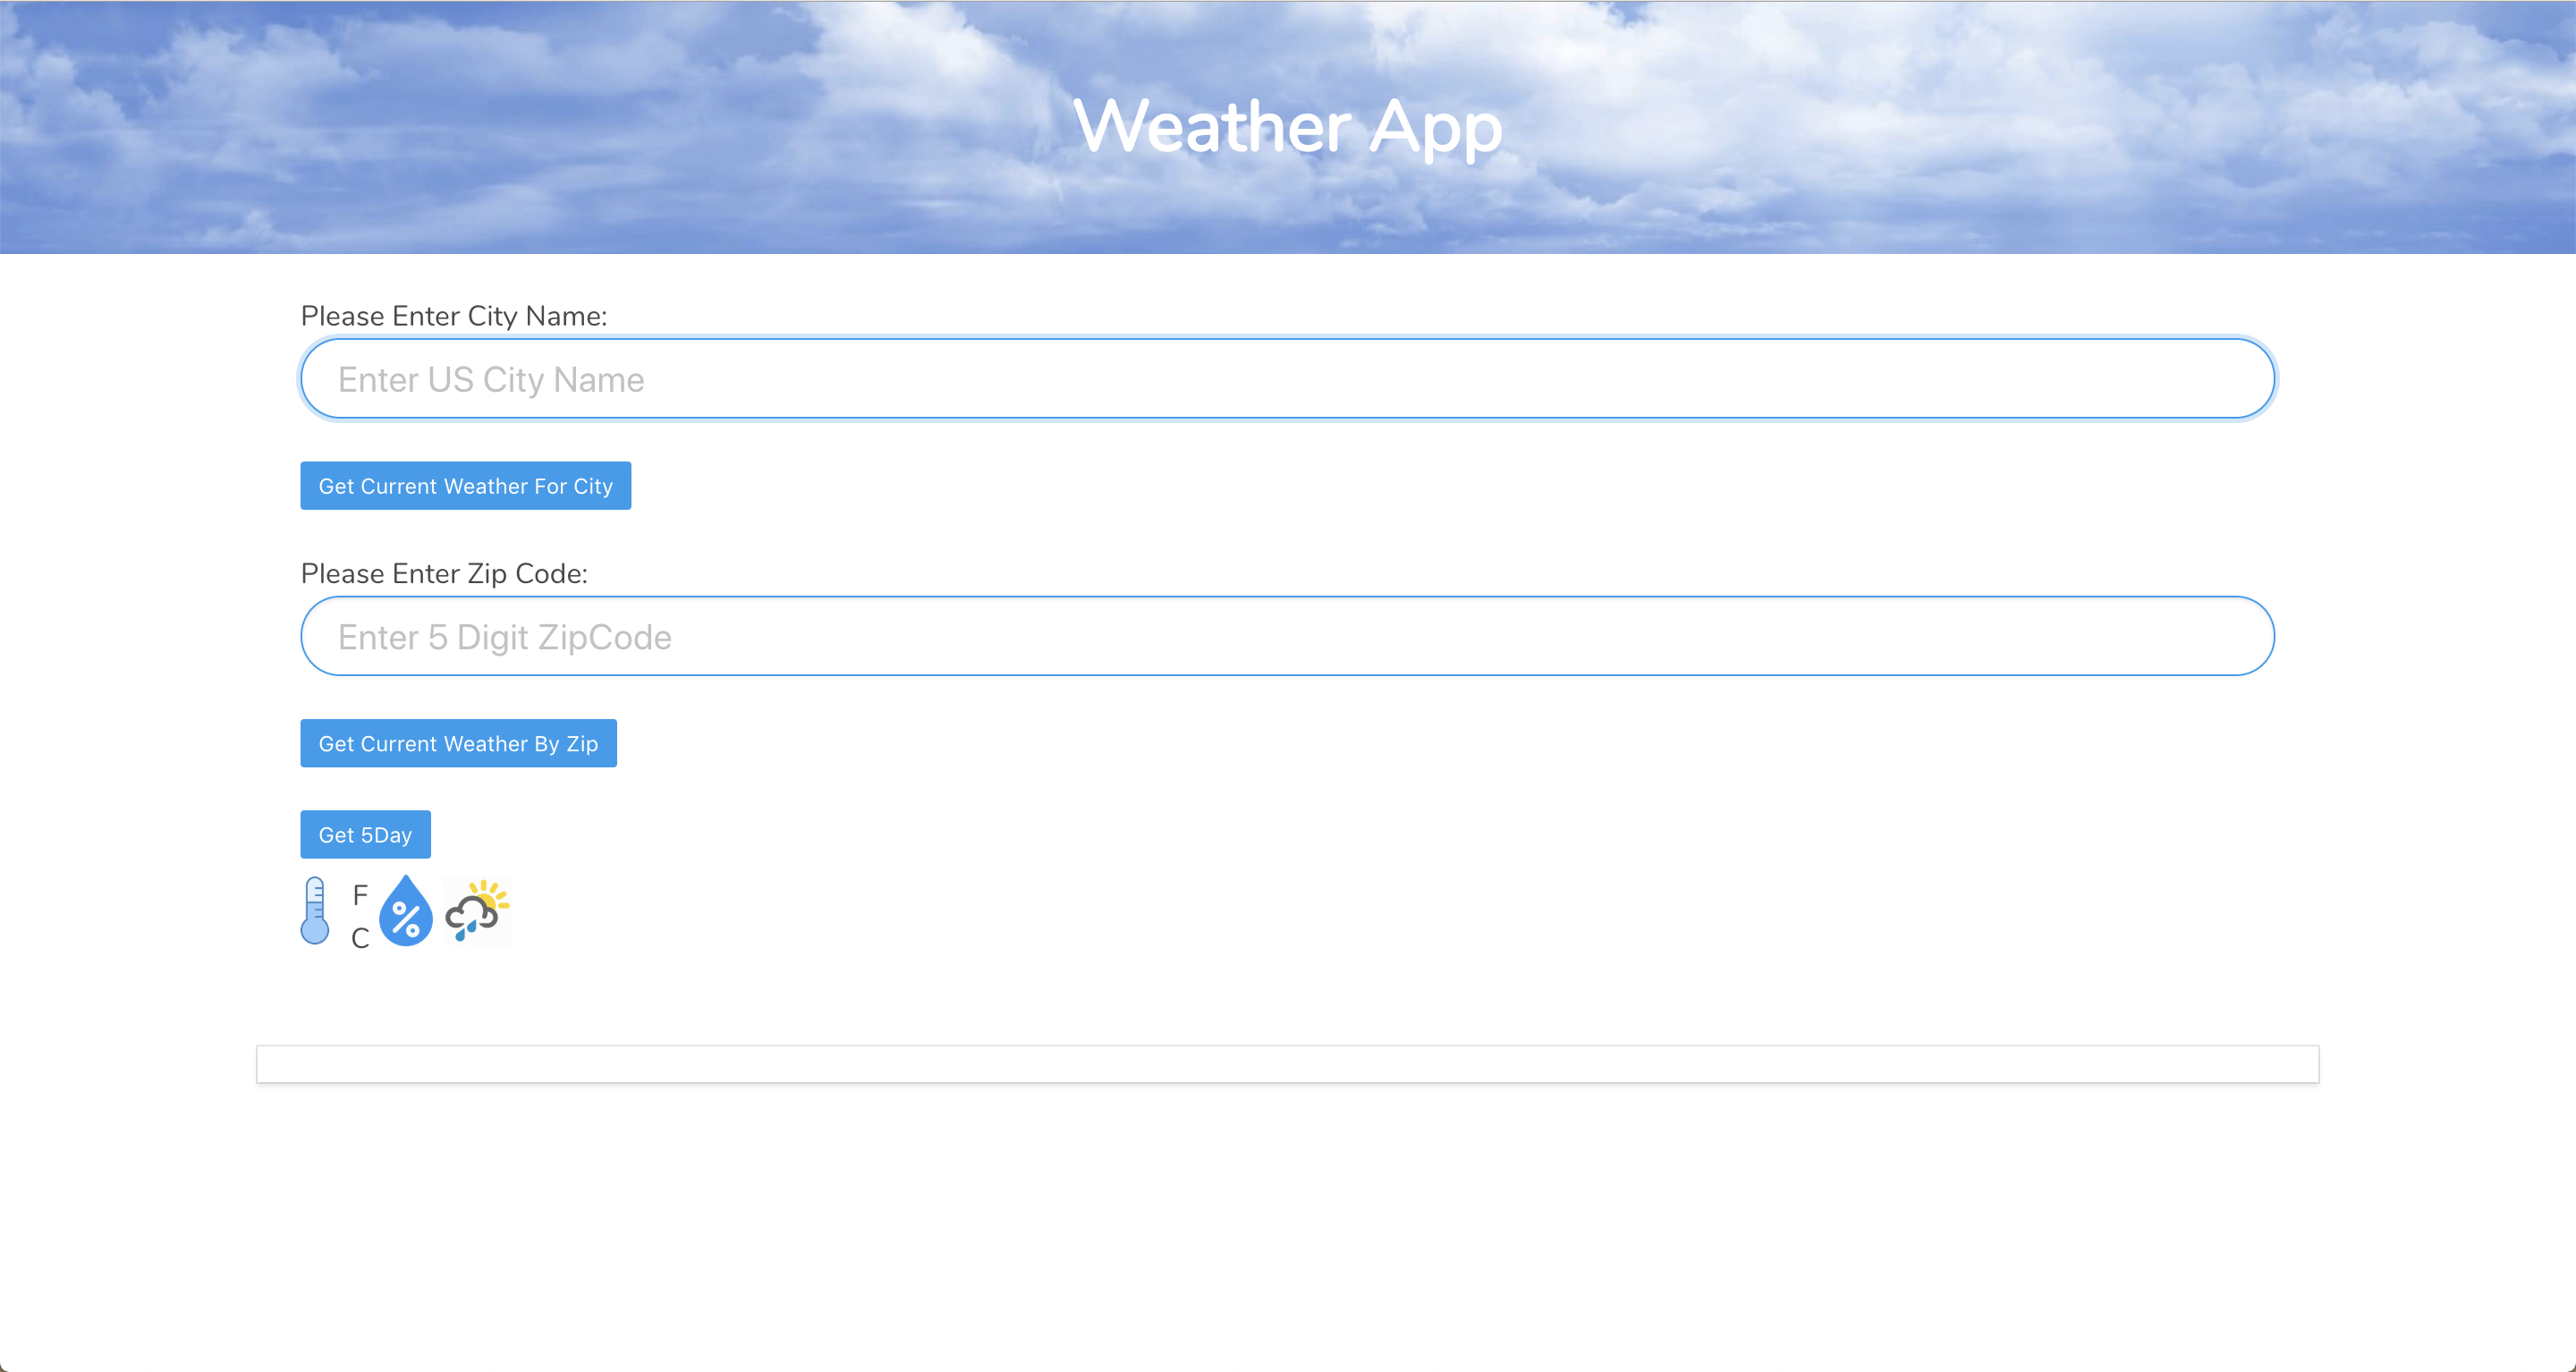 Weather App
Please Enter City Name:
Enter US City Name
Get Current Weather For City
Please Enter Zip Code:
Enter 5 Digit ZipCode
Get Current Weather By Zip
Get 5Day
F
C
%